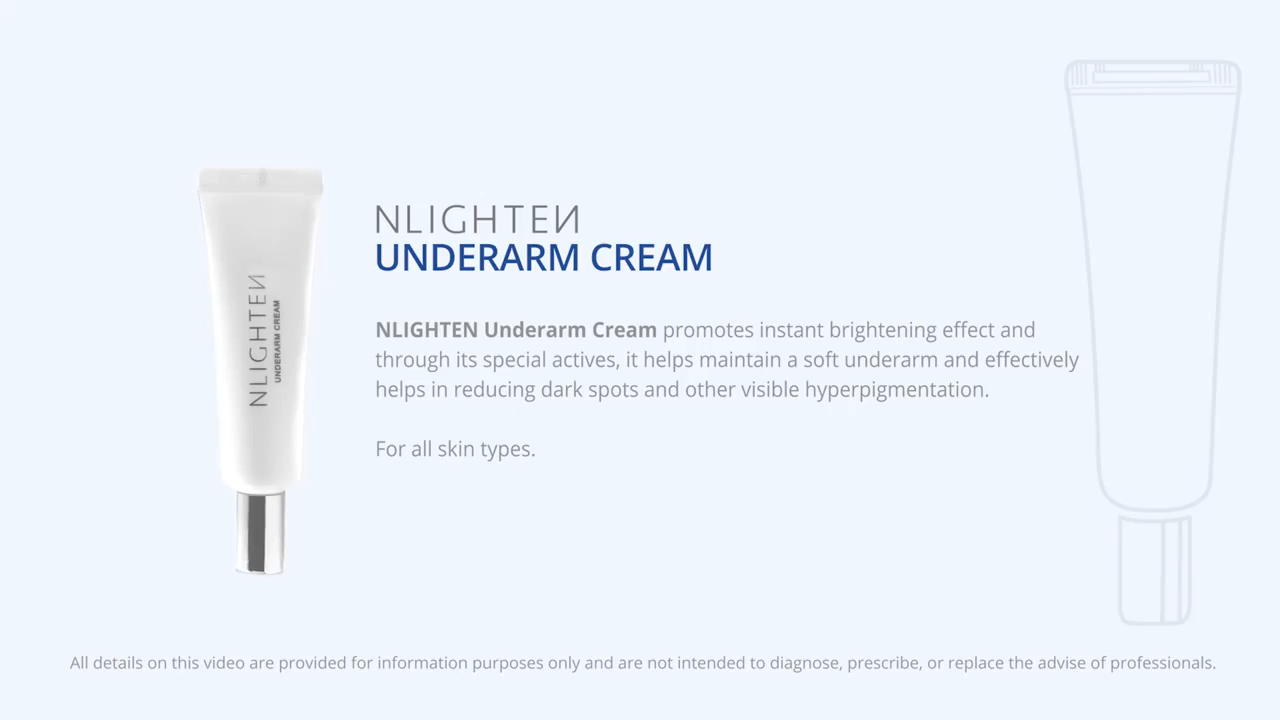 NLIGHTEN
UNDERARM CREAM
NLIGHTEN
UNDERARM CREAM
NLIGHTEN Underarm Cream promotes instant brightening effect and
through its special actives, it helps maintain a soft underarm and effectively
helps in reducing dark spots and other visible hyperpigmentation.
For all skin types.
All details on this video are provided for information purposes only and are not intended to diagnose, prescribe, or replace the advise of professionals.